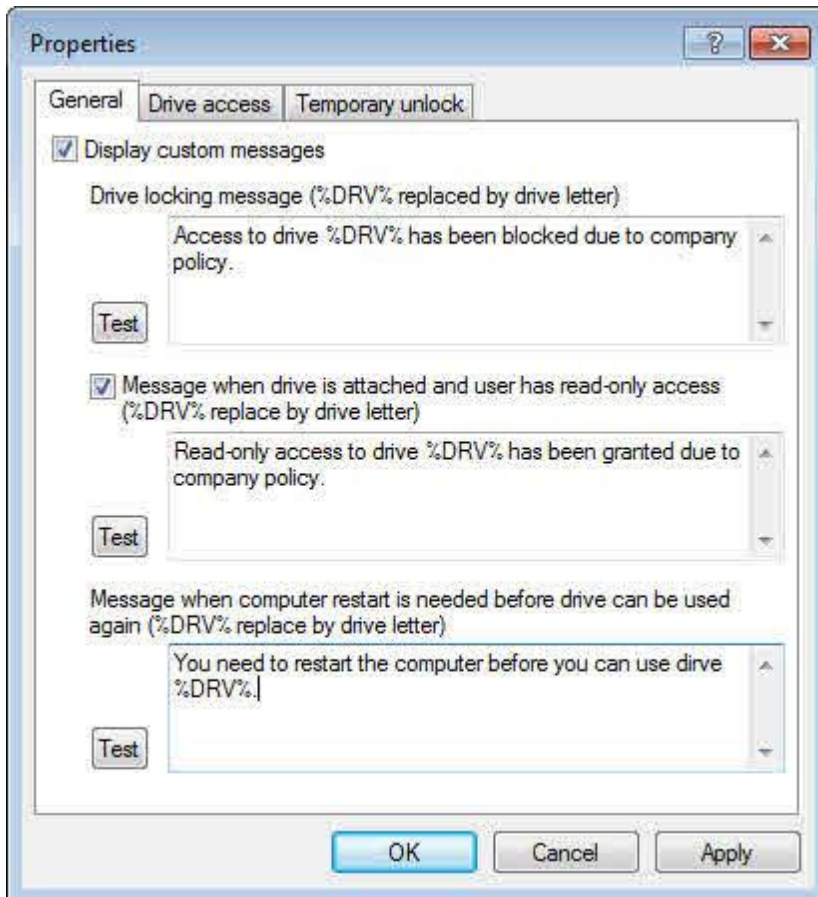 Properties
General Drive access Temporary unlock
Display custom messages
Drive locking message (%DRV% replaced by drive letter)
Access to drive %DRV% has been blocked due to company
policy.
Test
Message when drive is attached and user has read-only access
(%DRV% replace by drive letter)
Read-only access to drive %DRV% has been granted due to
company policy.
Test
Message when computer restart is needed before drive can be used
again (%DRV% replace by drive letter)
You need to restart the computer before you can use dirve
%DRV%.
Test
OK Cancel Apply